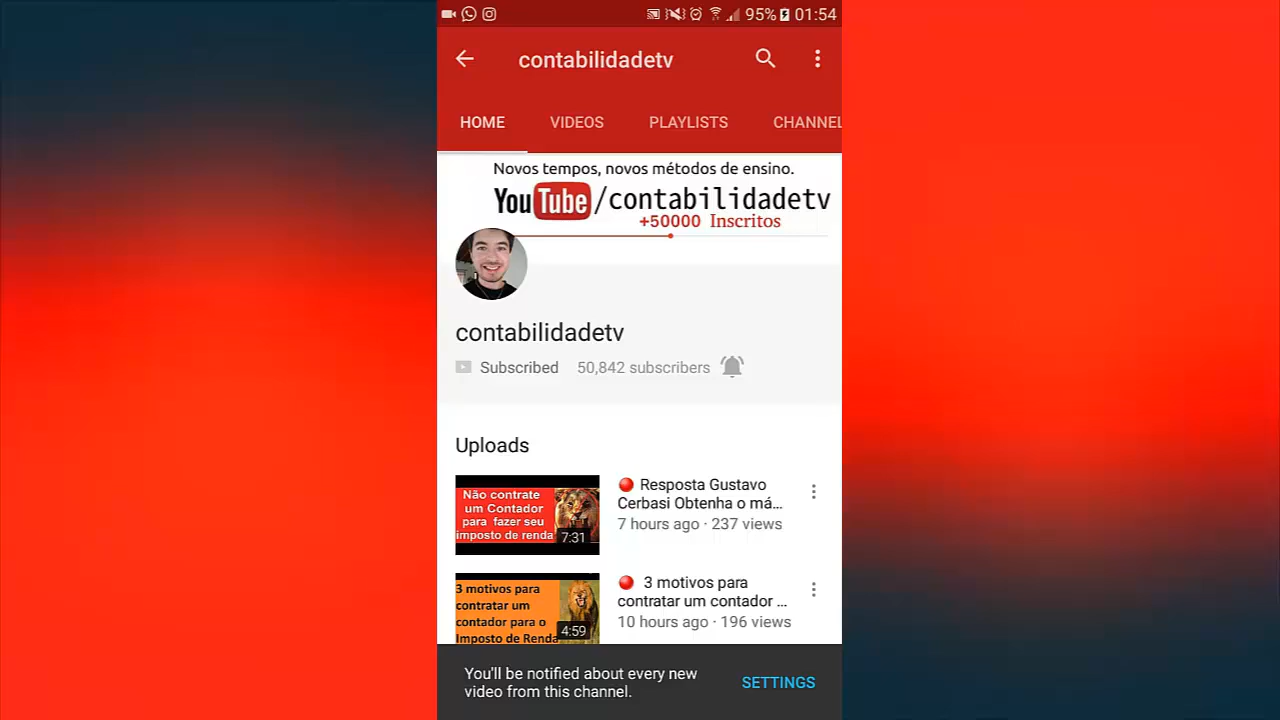 95% 01:54
contabilidadetv
HOME VIDEOS PLAYLISTS CHANNEL
Novos tempos, novos métodos de ensino.
YouTube/contabilidadetv
+50000 Inscritos
contabilidadetv
Subscribed 50,842 subscribers
Uploads
Não contrate
um Contador
para fazer seu
imposto de renda
7:31
Resposta Gustavo
Cerbasi Obtenha o má...
7 hours ago · 237 views
3 motivos para
contratar um
contador para o
Imposto de Renda
4:59
3 motivos para
contratar um contador ...
10 hours ago · 196 views
You'll be notified about every new
video from this channel.
SETTINGS